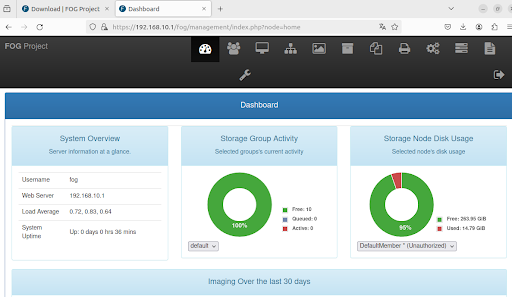 Download | FOG Project
Dashboard
https://192.168.10.1/fog/management/index.php?node=home
FOG Project
Dashboard
System Overview
Server information at a glance.
Username fog
Web Server 192.168.10.1
Load Average 0.72, 0.83, 0.64
System Uptime Up: 0 days 0 hrs 36 mins
Storage Group Activity
Selected groups's current activity
100%
Free: 10
Queued: 0
Active: 0
default
Storage Node Disk Usage
Selected node's disk usage
95%
Free: 263.95 GiB
Used: 14.79 GiB
DefaultMember * (Unauthorized)
Imaging Over the last 30 days